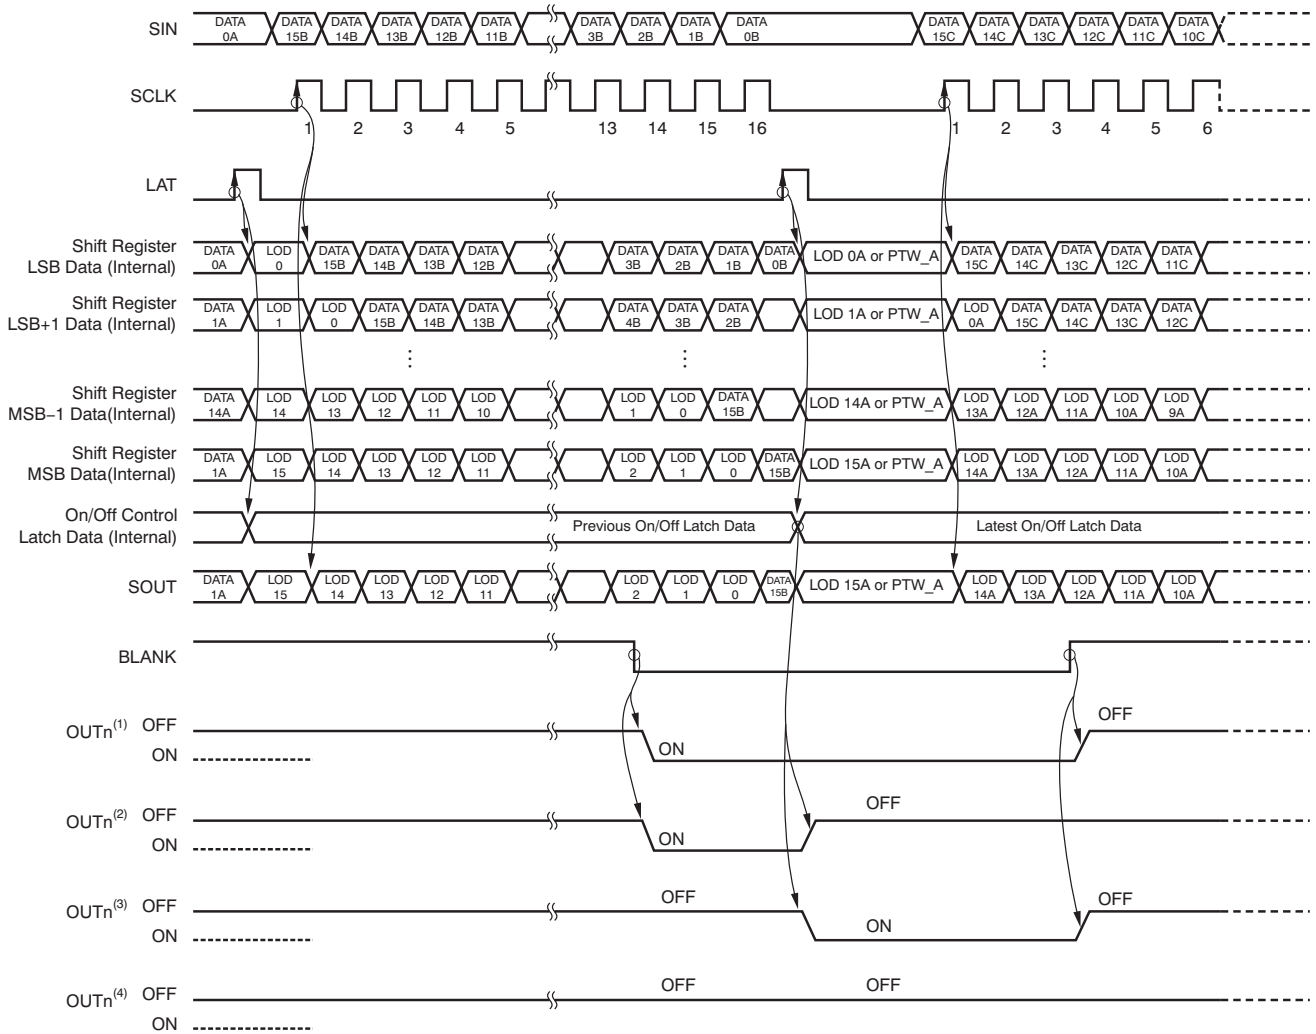 SIN
DATA 0A
DATA 15B
DATA 14B
DATA 13B
DATA 12B
DATA 11B
DATA 3B
DATA 2B
DATA 1B
DATA 0B
DATA 15C
DATA 14C
DATA 13C
DATA 12C
DATA 11C
DATA 10C
SCLK
1 2 3 4 5 13 14 15 16 1 2 3 4 5 6
LAT
Shift Register
LSB Data (Internal)
DATA 0A
LOD 0
DATA 15B
DATA 14B
DATA 13B
DATA 12B
DATA 3B
DATA 2B
DATA 1B
DATA 0B
LOD 0A or PTW_A
DATA 15C
DATA 14C
DATA 13C
DATA 12C
DATA 11C
Shift Register
LSB+1 Data (Internal)
DATA 1A
LOD 1
LOD 0
DATA 15B
DATA 14B
DATA 13B
DATA 4B
DATA 3B
DATA 2B
LOD 1A or PTW_A
LOD 0A
DATA 15C
DATA 14C
DATA 13C
DATA 12C
Shift Register
MSB−1 Data(Internal)
DATA 14A
LOD 14
LOD 13
LOD 12
LOD 11
LOD 10
LOD 1
LOD 0
DATA 15B
LOD 14A or PTW_A
LOD 13A
LOD 12A
LOD 11A
LOD 10A
LOD 9A
Shift Register
MSB Data(Internal)
DATA 1A
LOD 15
LOD 14
LOD 13
LOD 12
LOD 11
LOD 2
LOD 1
LOD 0
DATA 15B
LOD 15A or PTW_A
LOD 14A
LOD 13A
LOD 12A
LOD 11A
LOD 10A
On/Off Control
Latch Data (Internal)
Previous On/Off Latch Data
Latest On/Off Latch Data
SOUT
DATA 1A
LOD 15
LOD 14
LOD 13
LOD 12
LOD 11
LOD 2
LOD 1
LOD 0
DATA 15B
LOD 15A or PTW_A
LOD 14A
LOD 13A
LOD 12A
LOD 11A
LOD 10A
BLANK
OUTn(1) OFF
ON
ON
OFF
OUTn(2) OFF
ON
ON
OFF
OUTn(3) OFF
ON
OFF
ON
OFF
OUTn(4) OFF
ON
OFF
OFF